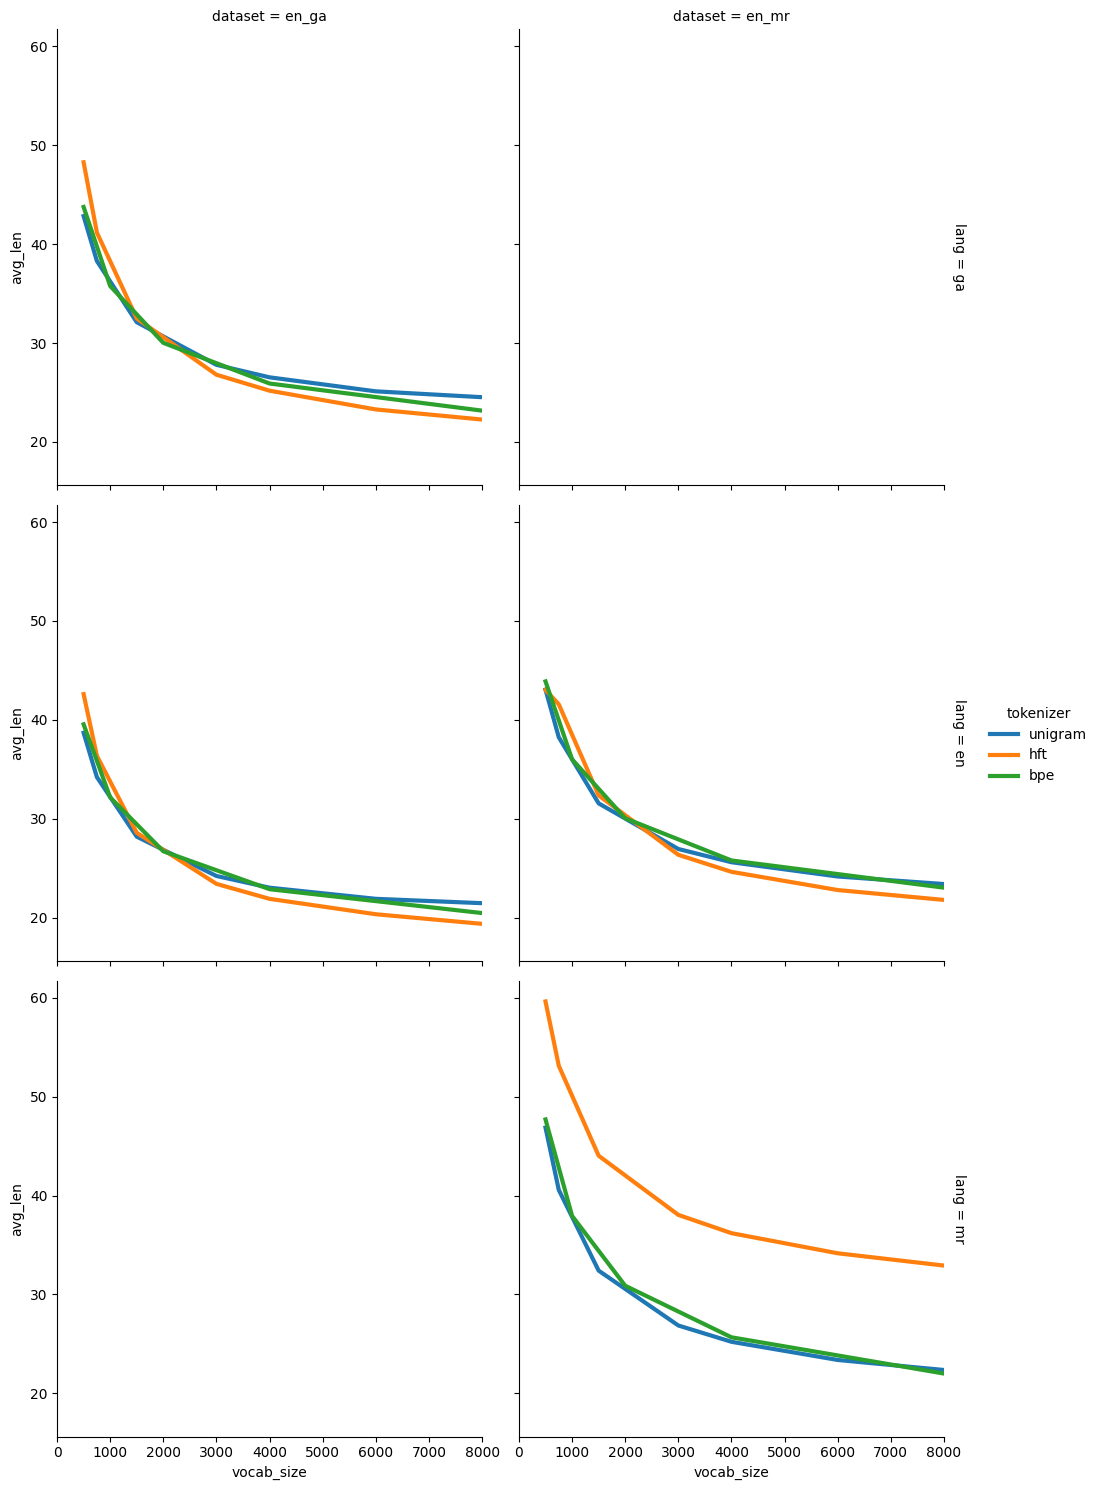 dataset = en_ga
dataset = en_mr
60
50
40
30
20
avg_len
lang = ga
60
50
40
30
20
avg_len
lang = en
tokenizer
unigram
hft
bpe
60
50
40
30
20
avg_len
lang = mr
0 1000 2000 3000 4000 5000 6000 7000 8000
vocab_size
0 1000 2000 3000 4000 5000 6000 7000 8000
vocab_size